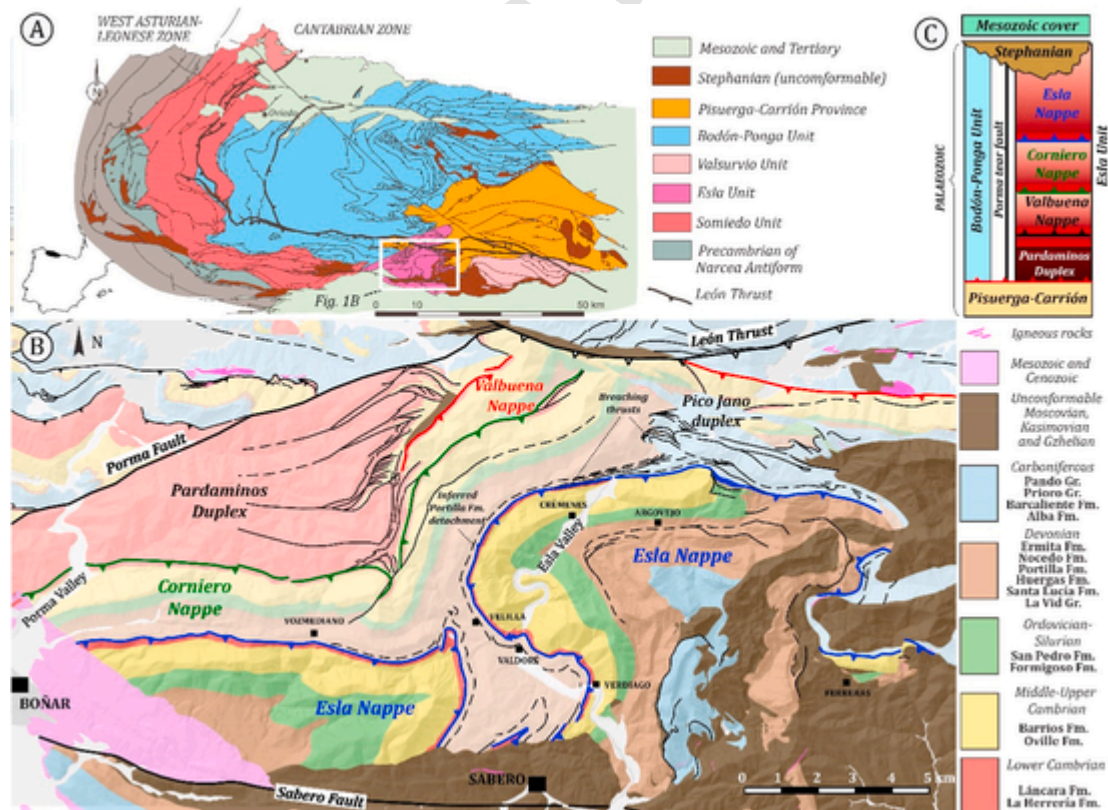 A
WEST ASTURIAN-
LEONESE ZONE
CANTABRIAN ZONE
N
Oviedo
Fig. 1B
0 10 50 km
Mesozoic and Tertiary
Stephanian (uncomformable)
Pisuerga-Carrión Province
Bodón-Ponga Unit
Valsurvio Unit
Esla Unit
Somiedo Unit
Precambrian of
Narcea Antiform
León Thrust
C
Mesozoic cover
PALAEOZOIC
Stephanian
Bodón-Ponga Unit
Porma tear fault
Esla
Nappe
Corniero
Nappe
Valbuena
Nappe
Pardaminos
Duplex
Esla Unit
Pisuerga-Carrión
B
N
León Thrust
Valbuena
Nappe
Breaching
thrusts
Pico Jano
duplex
Porma Fault
Pardaminos
Duplex
Inferred
Portilla Fm.
detachment
CRÉMENES
ARGOVEJO
Esla Valley
Esla Nappe
Porma Valley
Corniero
Nappe
VOZMEDIANO
VELILLA
VALDORÉ
VERDIAGO
BOÑAR
Esla Nappe
FERRERAS
SABERO
Sabero Fault
0 1 2 3 4 5 km
Igneous rocks
Mesozoic and
Cenozoic
Unconformable
Moscovian,
Kasimovian
and Gzhelian
Carboniferous
Pando Gr.
Prioro Gr.
Barcaliente Fm.
Alba Fm.
Devonian
Ermita Fm.
Nocedo Fm.
Portilla Fm.
Huergas Fm.
Santa Lucía Fm.
La Vid Gr.
Ordovician-
Silurian
San Pedro Fm.
Formigoso Fm.
Middle-Upper
Cambrian
Barrios Fm.
Oville Fm.
Lower Cambrian
Láncara Fm.
La Herrería Fm.